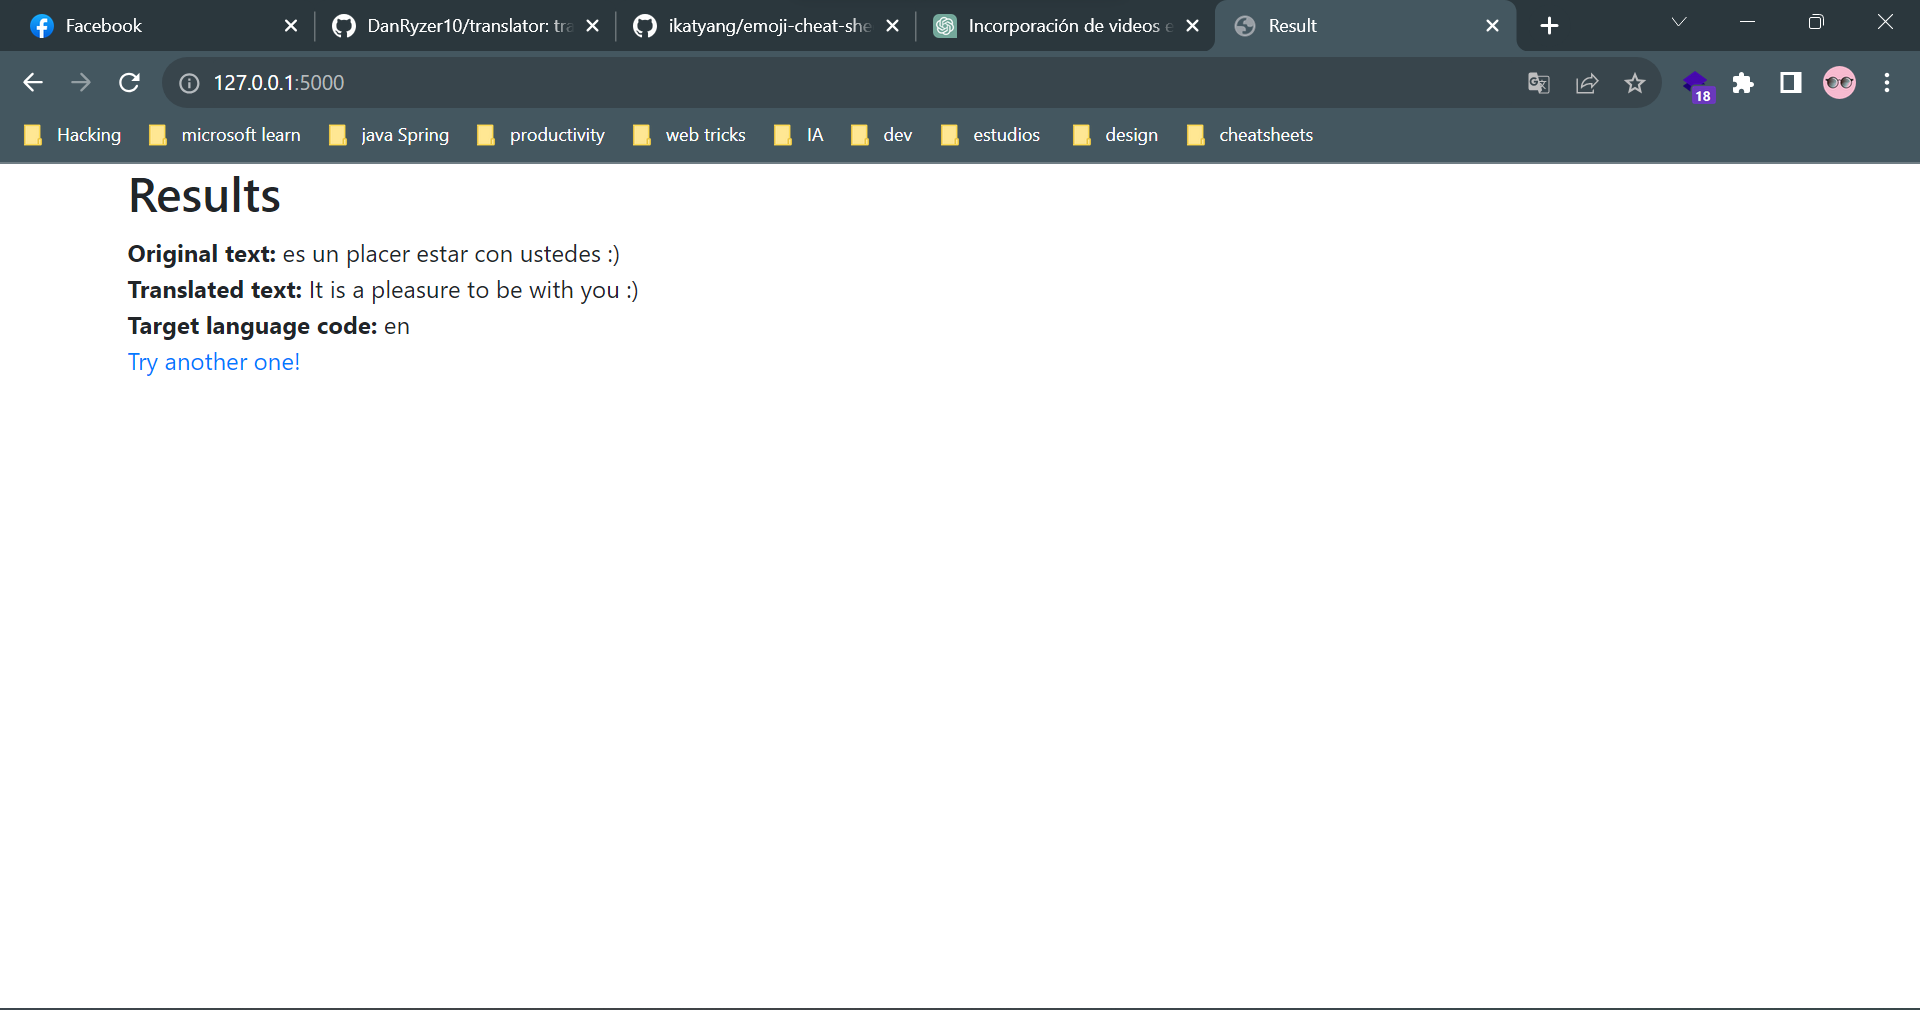 Facebook
DanRyzer10/translator: tra
ikatyang/emoji-cheat-she
Incorporación de videos e
Result
127.0.0.1:5000
18
Hacking
microsoft learn
java Spring
productivity
web tricks
IA
dev
estudios
design
cheatsheets
Results
Original text: es un placer estar con ustedes :)
Translated text: It is a pleasure to be with you :)
Target language code: en
Try another one!